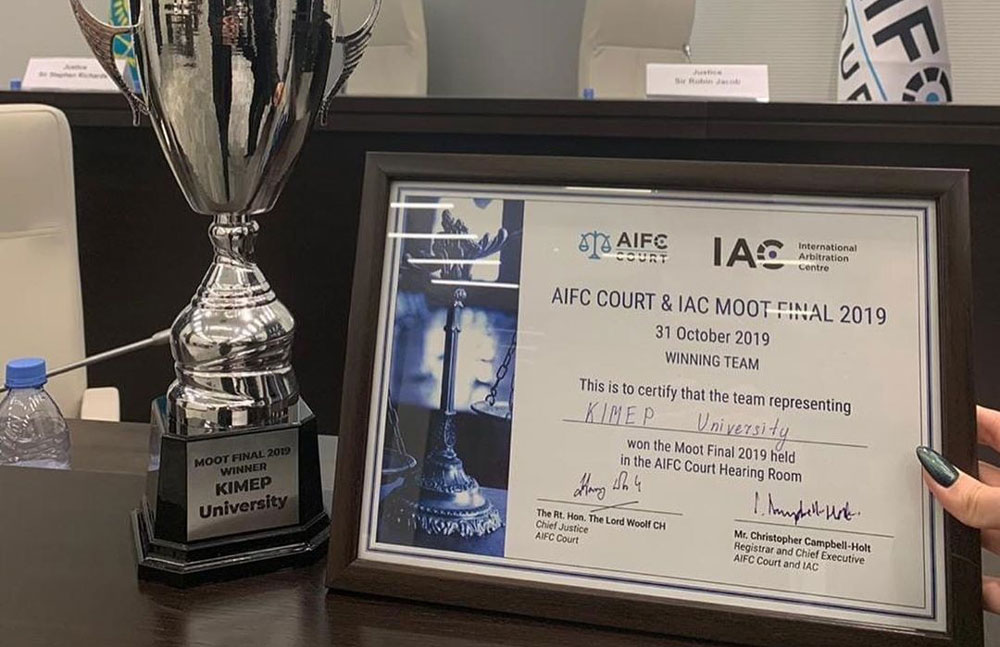 Justice
Sir Stephen Richards
Justice
Sir Robin Jacob
AIFC
COURT
MOOT FINAL 2019
WINNER
KIMEP
University
AIFC
COURT
IAC
International
Arbitration
Centre
AIFC COURT & IAC MOOT FINAL 2019
31 October 2019
WINNING TEAM
This is to certify that the team representing
KIMEP University
won the Moot Final 2019 held
in the AIFC Court Hearing Room
The Rt. Hon. The Lord Woolf CH
Chief Justice
AIFC Court
Mr. Christopher Campbell-Holt
Registrar and Chief Executive
AIFC Court and IAC